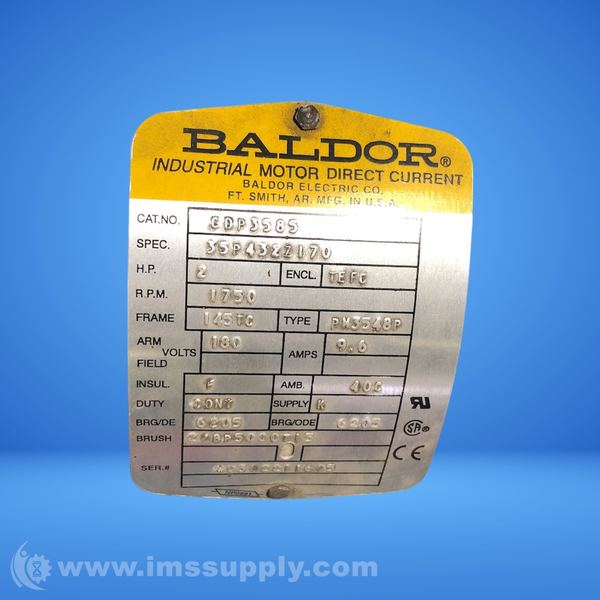 BALDOR®
INDUSTRIAL MOTOR DIRECT CURRENT
BALDOR ELECTRIC CO.
FT. SMITH, AR. MFG. IN U.S.A.
CAT.NO. CDP3585
SPEC. 35P432Z170
H.P. 2 ENCL. TEFC
R.P.M. 1750
FRAME 145TC TYPE PM3548P
ARM VOLTS 180 AMPS 9.6
FIELD
INSUL. F AMB. 40C
DUTY CONT SUPPLY K
BRG/DE 6205 BRG/ODE 6205
BRUSH
SER.#
www.imssupply.com